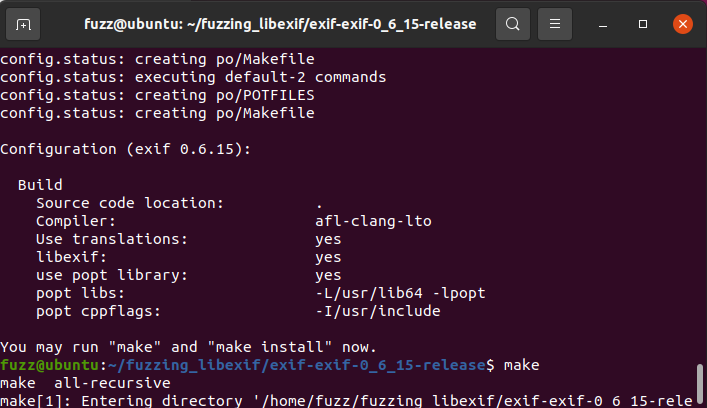 fuzz@ubuntu: ~/fuzzing_libexif/exif-exif-0_6_15-release
config.status: creating po/Makefile
config.status: executing default-2 commands
config.status: creating po/POTFILES
config.status: creating po/Makefile
Configuration (exif 0.6.15):
Build
Source code location: .
Compiler: afl-clang-lto
Use translations: yes
libexif: yes
use popt library: yes
popt libs: -L/usr/lib64 -lpopt
popt cppflags: -I/usr/include
You may run "make" and "make install" now.
fuzz@ubuntu:~/fuzzing_libexif/exif-exif-0_6_15-release$ make
make  all-recursive
make[1]: Entering directory '/home/fuzz/fuzzing_libexif/exif-exif-0_6_15-rele